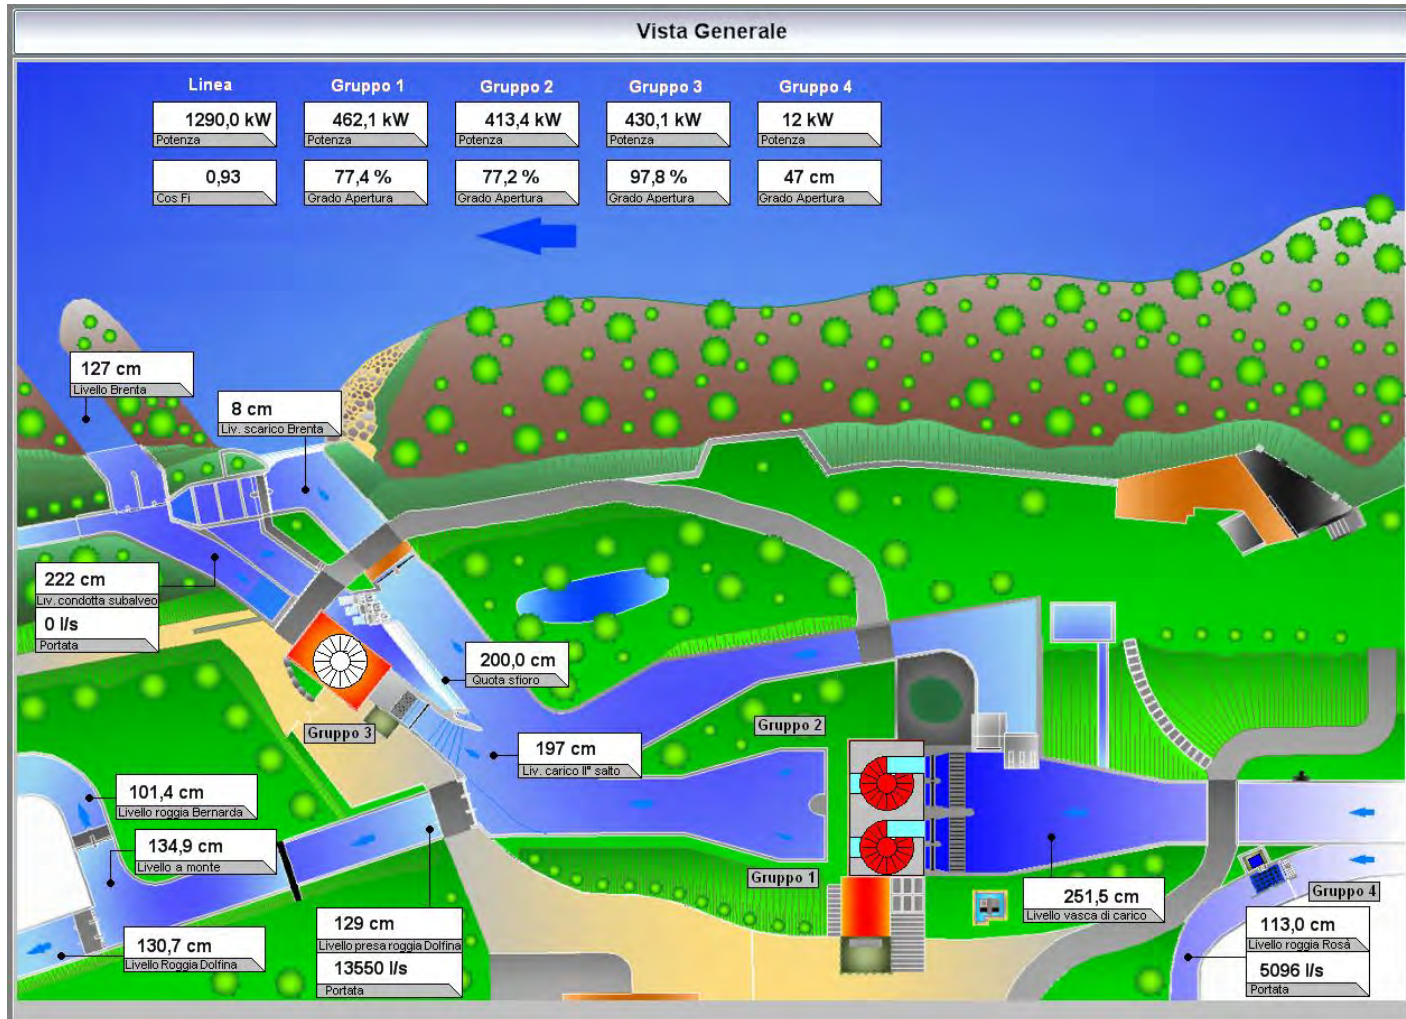 Vista Generale
Linea Gruppo 1 Gruppo 2 Gruppo 3 Gruppo 4
1290,0 kW 462,1 kW 413,4 kW 430,1 kW 12 kW
Potenza Potenza Potenza Potenza Potenza
0,93 77,4 % 77,2 % 97,8 % 47 cm
Cos Fi Grado Apertura Grado Apertura Grado Apertura Grado Apertura
127 cm
Livello Brenta
8 cm
Liv. scarico Brenta
222 cm
Liv. condotta subalveo
0 l/s
Portata
200,0 cm
Quota sfioro
Gruppo 3
Gruppo 2
197 cm
Liv. carico II° salto
101,4 cm
Livello roggia Bernarda
134,9 cm
Livello a monte
Gruppo 1
251,5 cm
Livello vasca di carico
Gruppo 4
129 cm
Livello presa roggia Dolfina
13550 l/s
Portata
113,0 cm
Livello roggia Rosà
5096 l/s
Portata
130,7 cm
Livello Roggia Dolfina